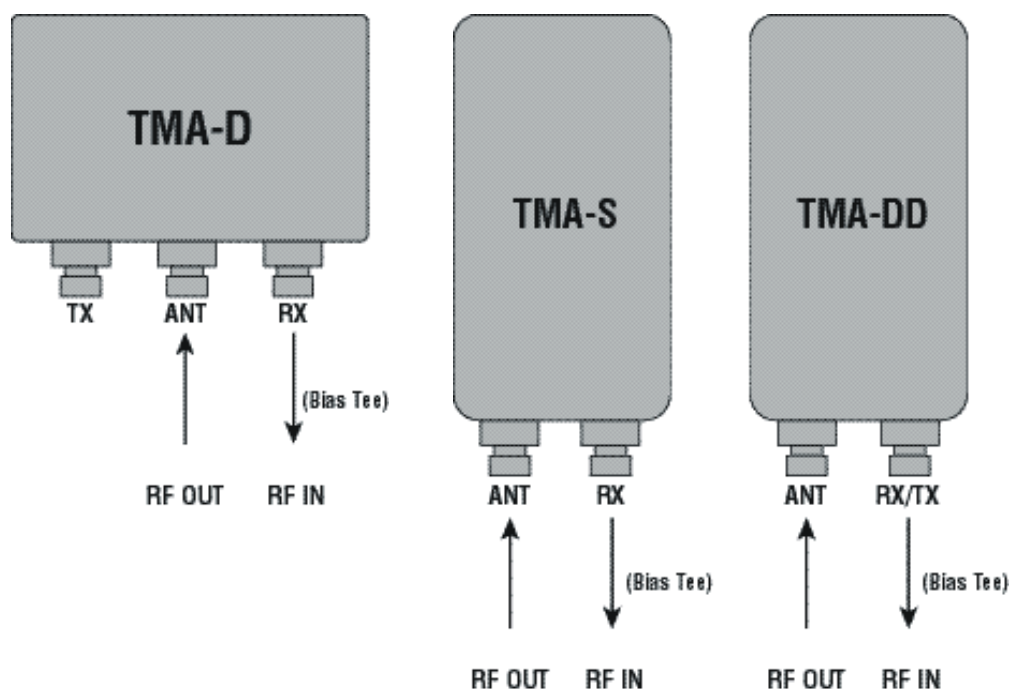 TMA-D
TX ANT RX
(Bias Tee)
RF OUT RF IN
TMA-S
ANT RX
(Bias Tee)
RF OUT RF IN
TMA-DD
ANT RX/TX
(Bias Tee)
RF OUT RF IN